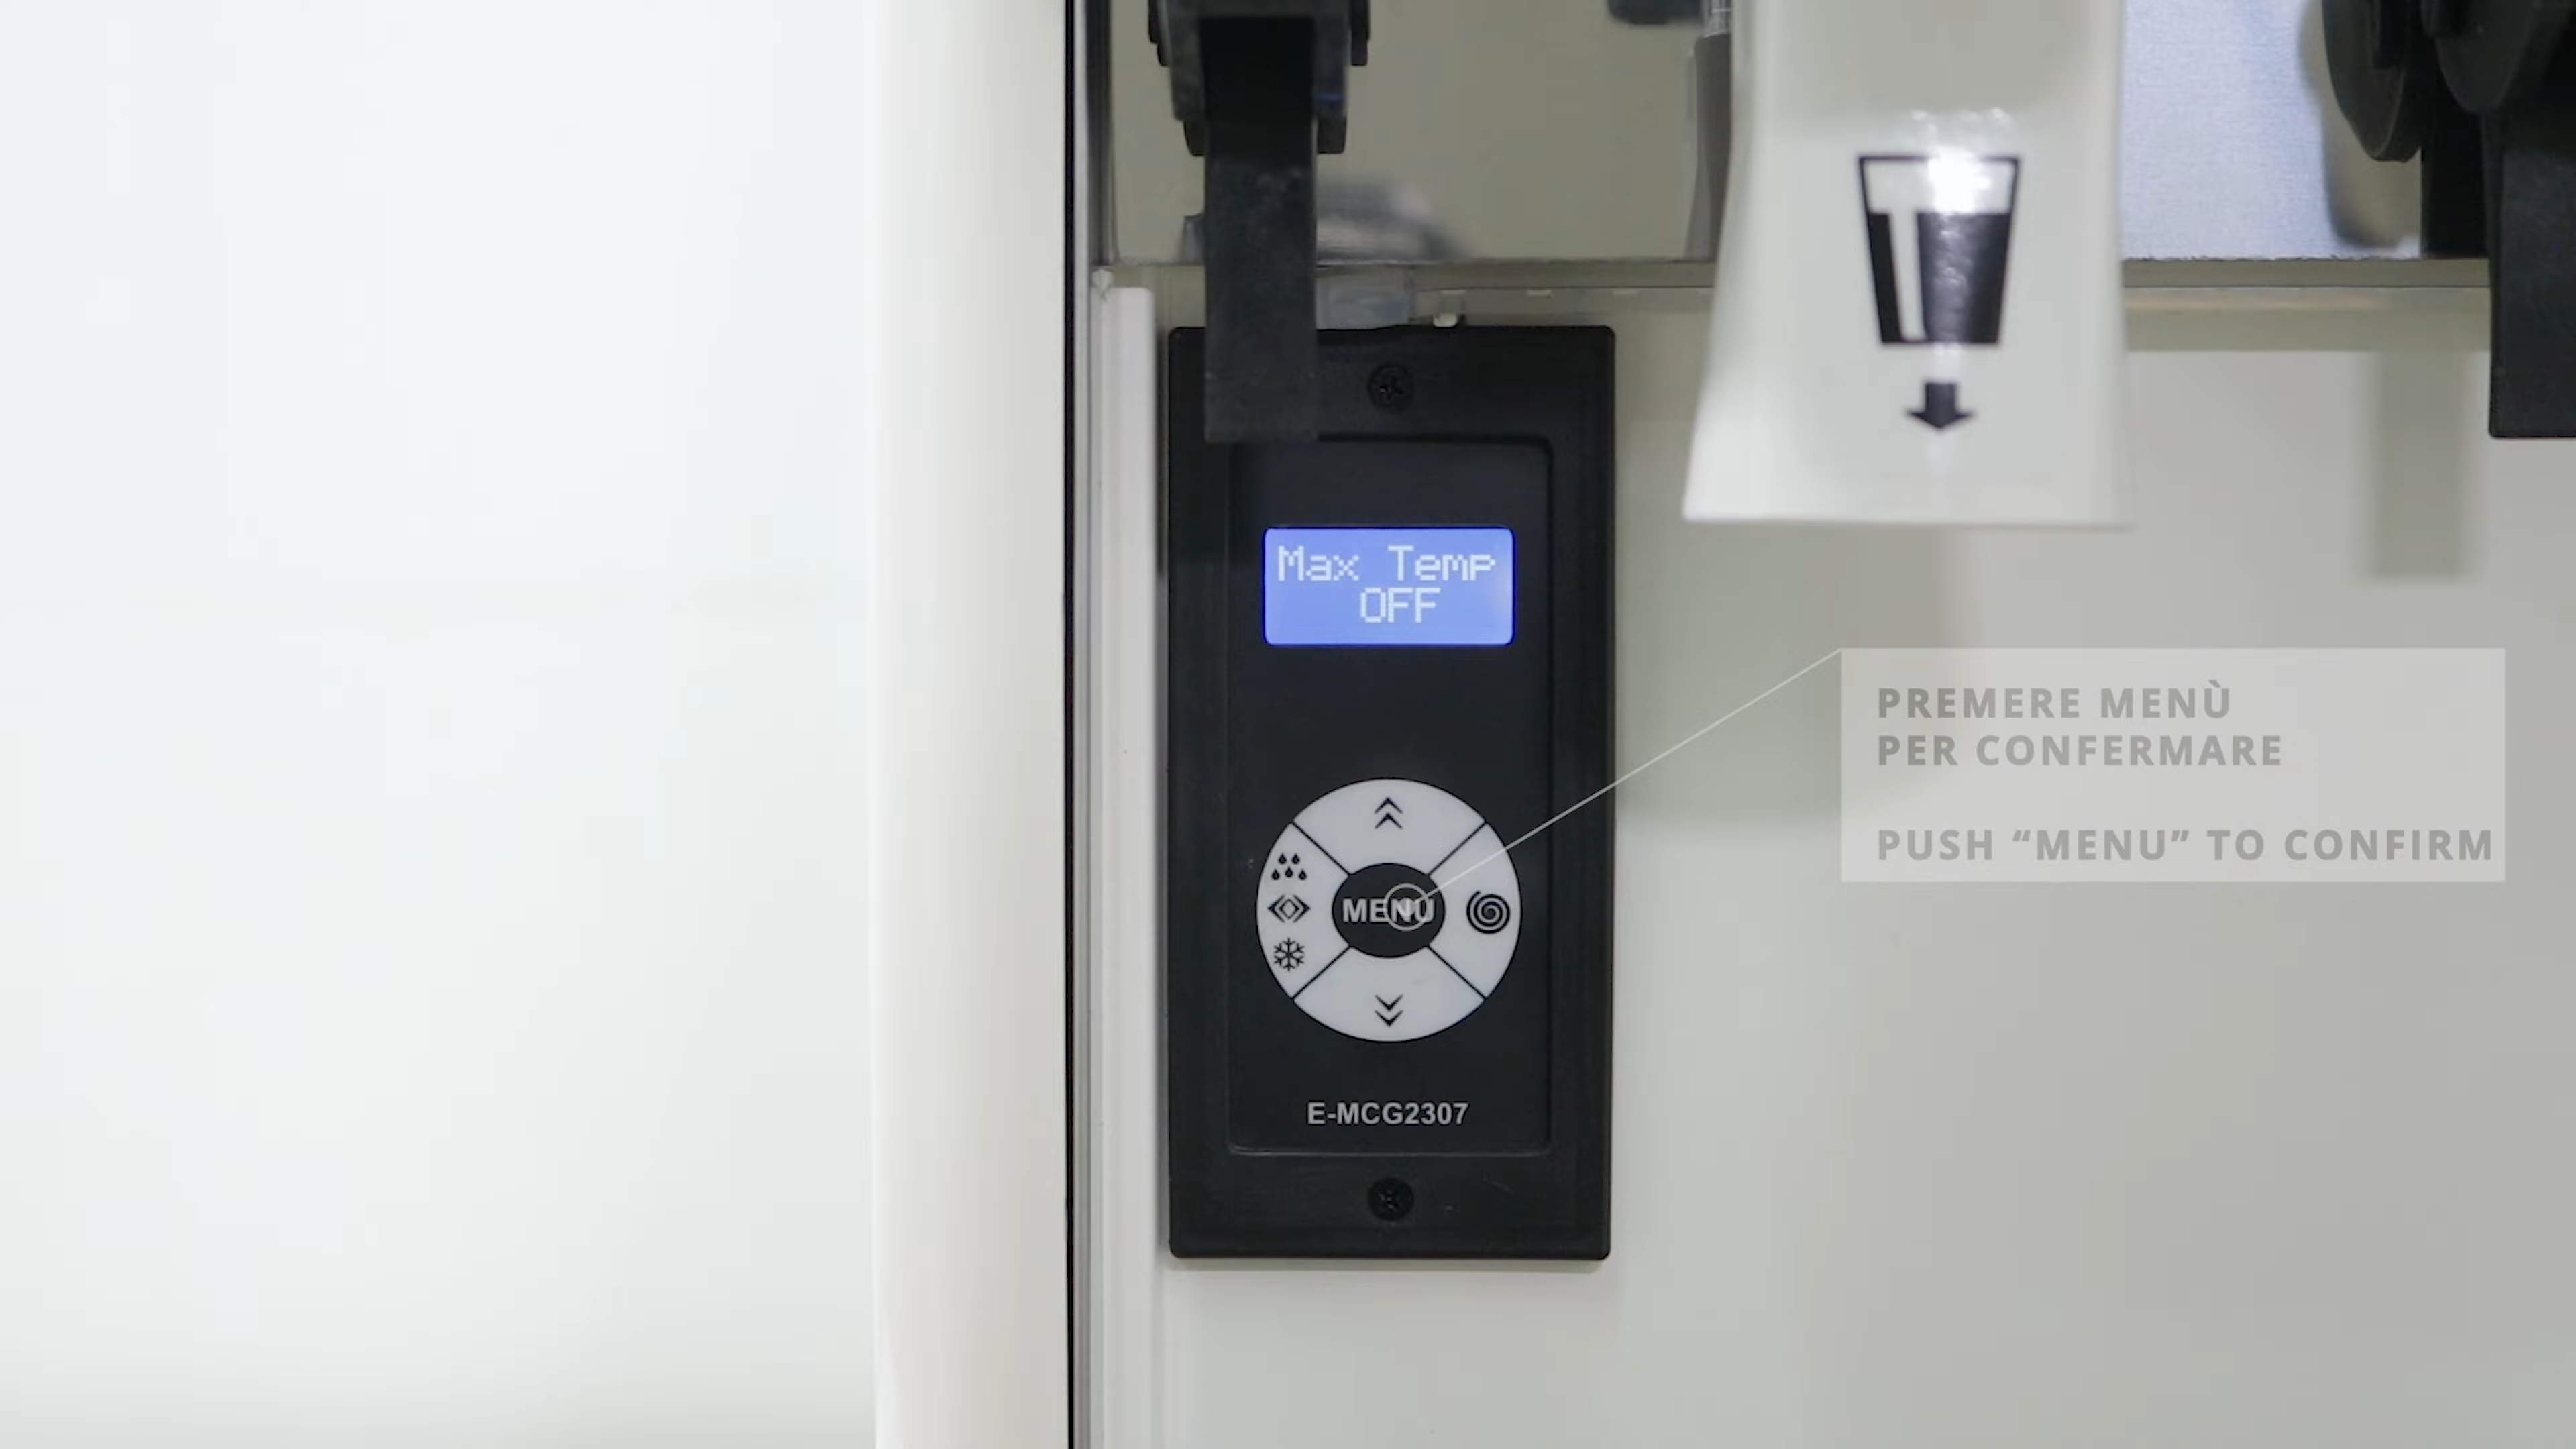 Max Temp
OFF
MENU
E-MCG2307
PREMERE MENÙ
PER CONFERMARE
PUSH “MENU” TO CONFIRM